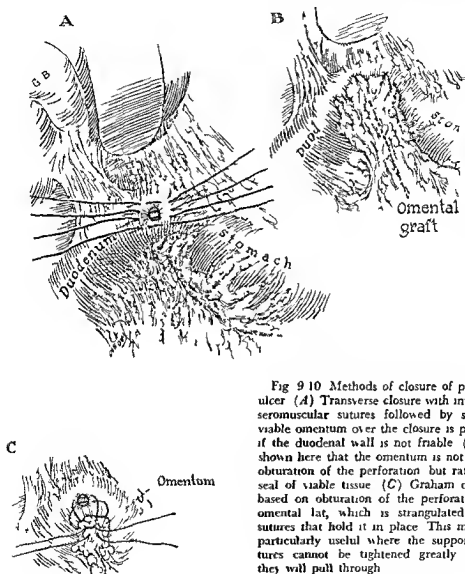 A
B
GB
Duodenum
Stomach
Duod.
Stom
Omental
graft
C
Omentum
Fig 9 10 Methods of closure of p
ulcer (A) Transverse closure with in
seromuscular sutures followed by s
viable omentum over the closure is p
if the duodenal wall is not friable (
shown here that the omentum is not
obturation of the perforation but ra
seal of viable tissue (C) Graham c
based on obturation of the perforat
omental fat, which is strangulated
sutures that hold it in place This m
particularly useful where the suppo
tures cannot be tightened greatly
they will pull through